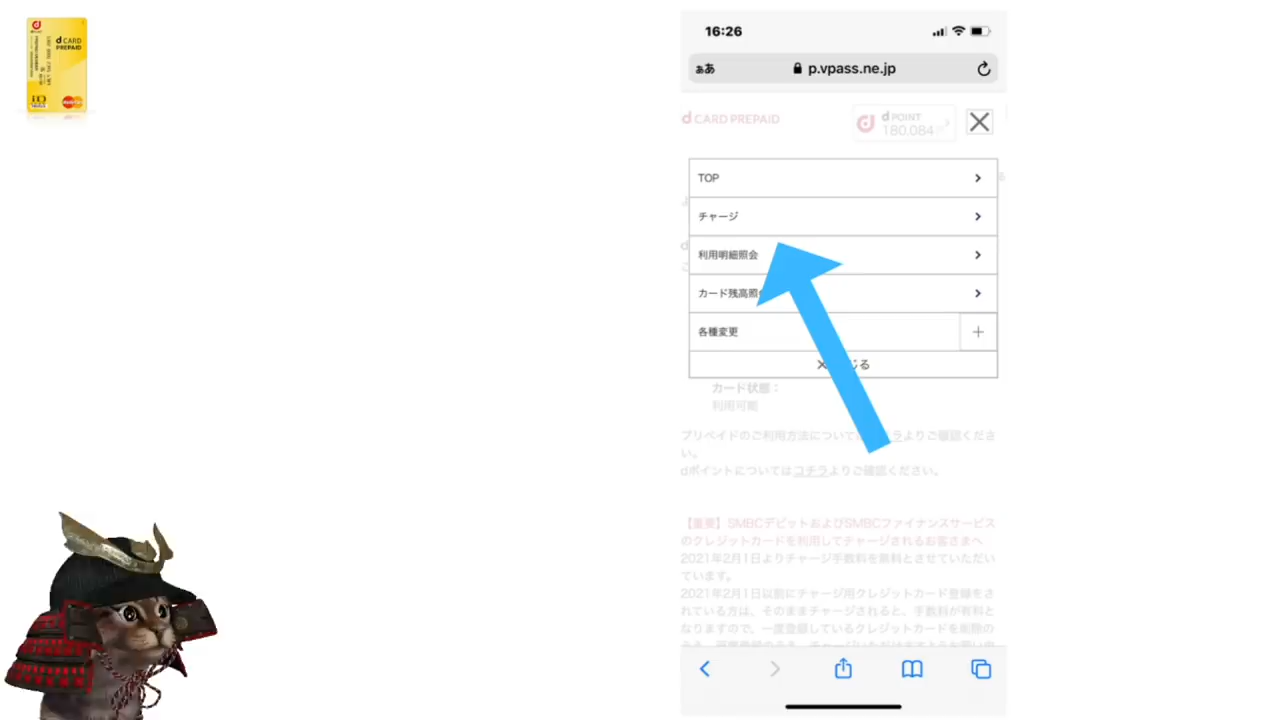 d CARD
PREPAID
iD
MasterCard
16:26
ぁあ
p.vpass.ne.jp
d CARD PREPAID
d POINT
180,084
TOP
チャージ
利用明細照会
カード残高照
各種変更
じる
カード状態：
利用可能
プリペイドのご利用方法については
ラよりご確認くださ
い。
dポイントについてはコチラよりご確認ください。
【重要】SMBCデビットおよびSMBCファイナンスサービス
のクレジットカードを利用してチャージされるお客さまへ
2021年2月1日よりチャージ手数料を無料とさせていただい
ています。
2021年2月1日以前にチャージ用クレジットカード登録をさ
れている方は、そのままチャージされると、手数料が有料と
なりますので、一度登録しているクレジットカードを削除の